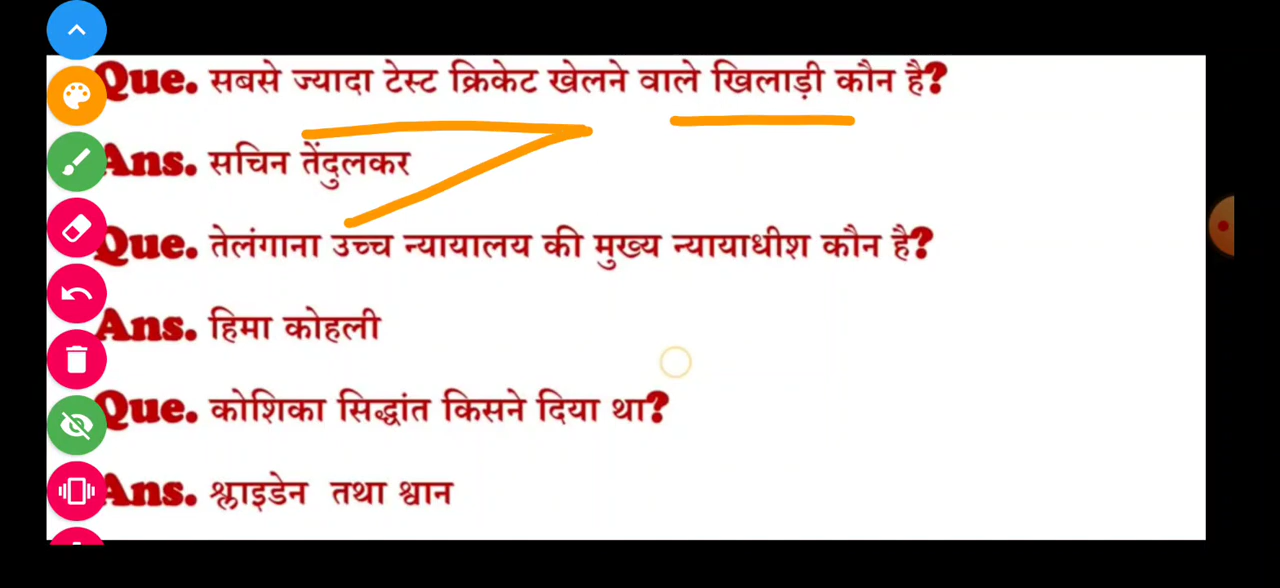 Que. सबसे ज्यादा टेस्ट क्रिकेट खेलने वाले खिलाड़ी कौन है?
Ans. सचिन तेंदुलकर
Que. तेलंगाना उच्च न्यायालय की मुख्य न्यायाधीश कौन है?
Ans. हिमा कोहली
Que. कोशिका सिद्धांत किसने दिया था?
Ans. श्लाइडेन तथा श्वान